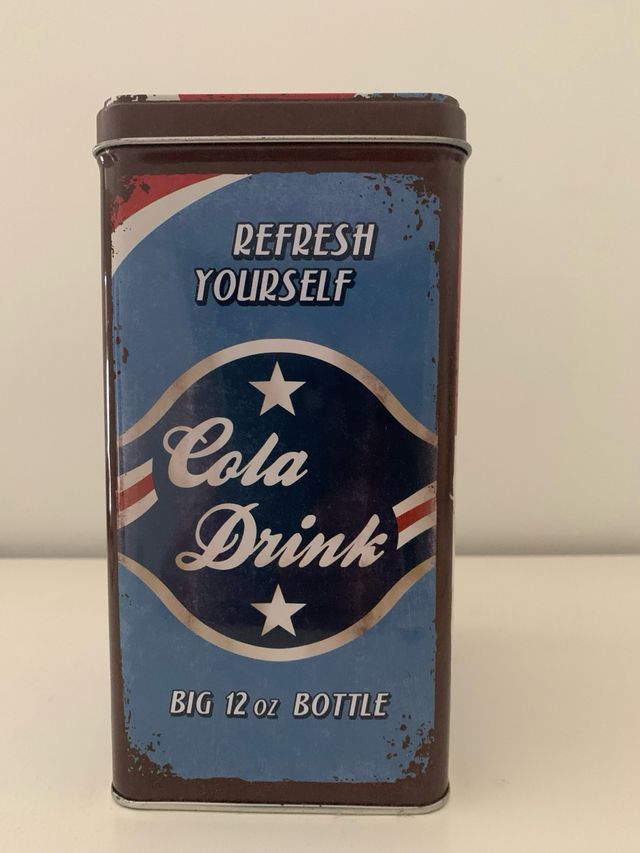 REFRESH
YOURSELF
Cola
Drink
BIG 12 oz BOTTLE